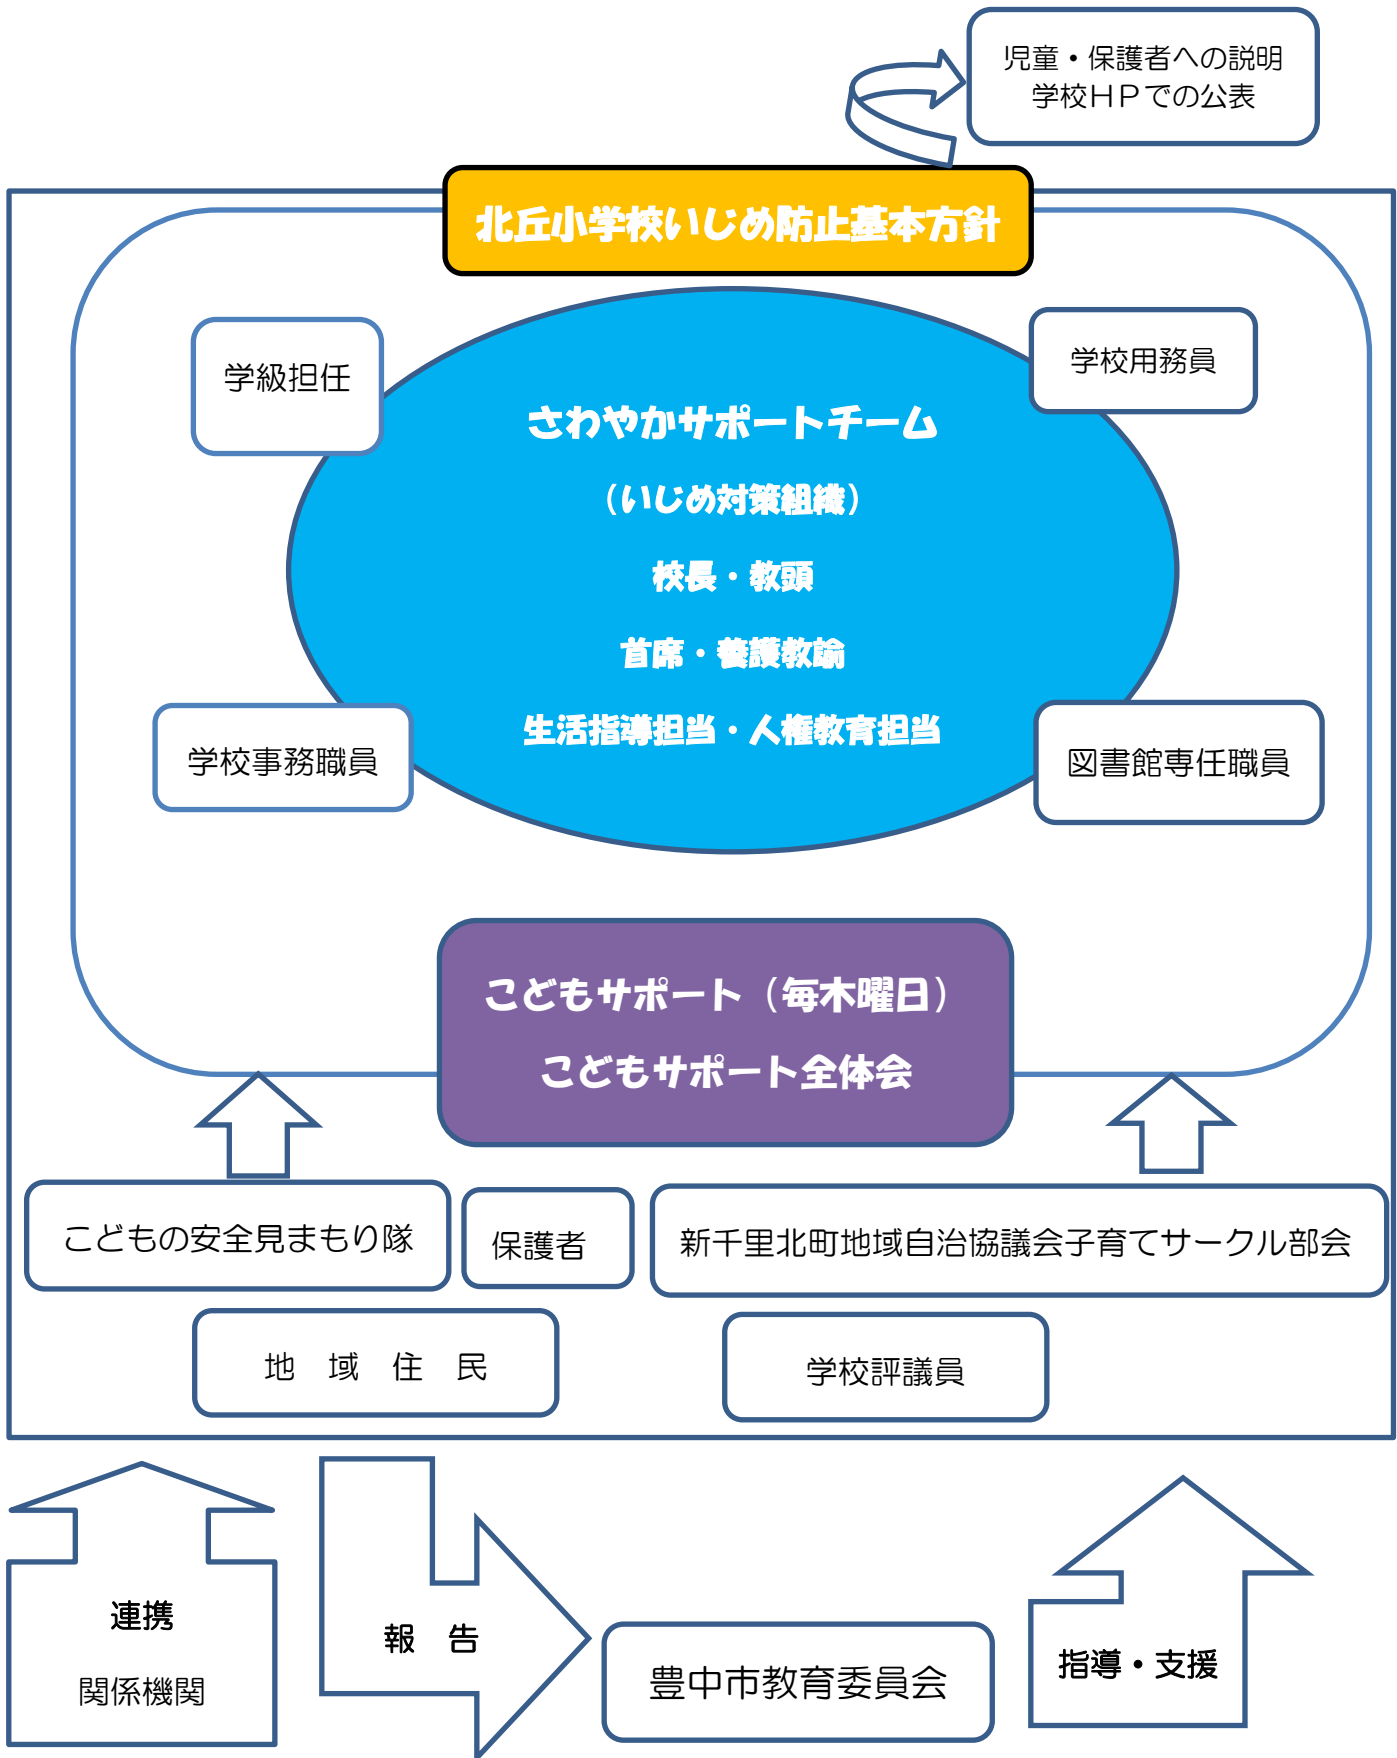 児童・保護者への説明
学校ＨＰでの公表
北丘小学校いじめ防止基本方針
学級担任
学校用務員
さわやかサポートチーム
（いじめ対策組織）
校長・教頭
首席・養護教諭
生活指導担当・人権教育担当
学校事務職員
図書館専任職員
こどもサポート（毎木曜日）
こどもサポート全体会
こどもの安全見まもり隊
保護者
新千里北町地域自治協議会子育てサークル部会
地　域　住　民
学校評議員
連携
関係機関
報　告
豊中市教育委員会
指導・支援